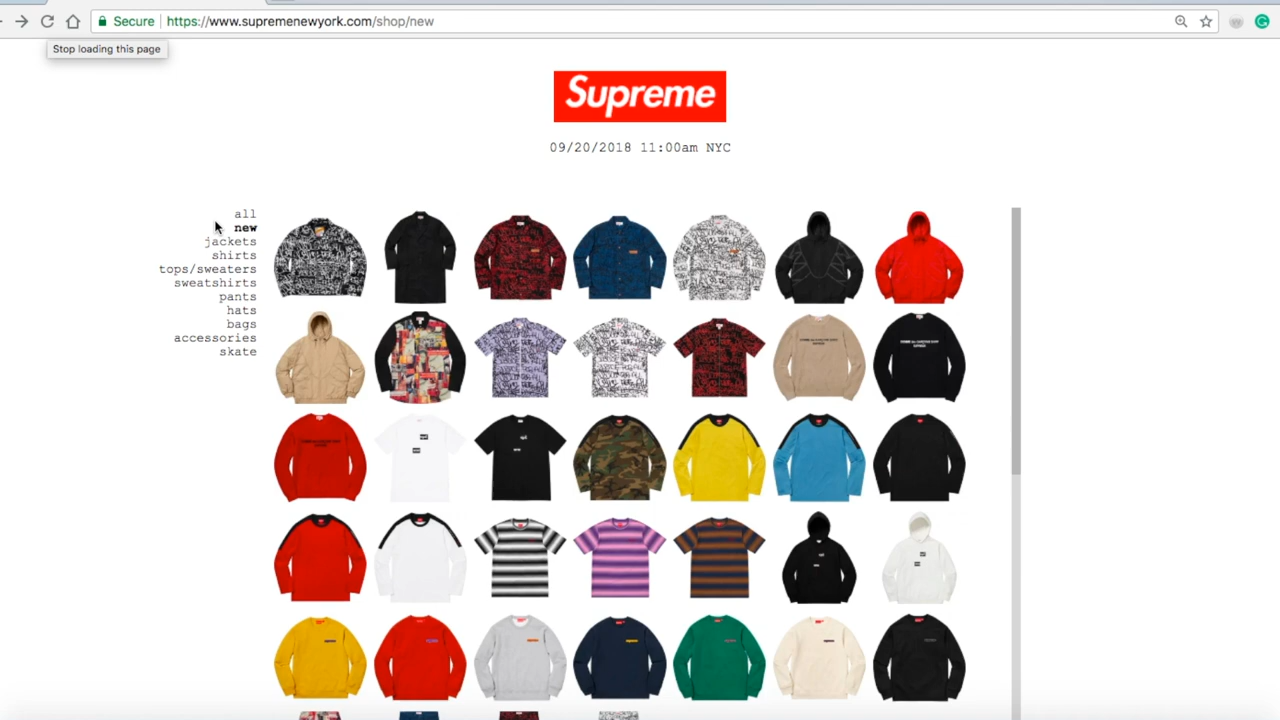 Secure https://www.supremenewyork.com/shop/new
Stop loading this page
Supreme
09/20/2018 11:00am NYC
all
new
jackets
shirts
tops/sweaters
sweatshirts
pants
hats
bags
accessories
skate